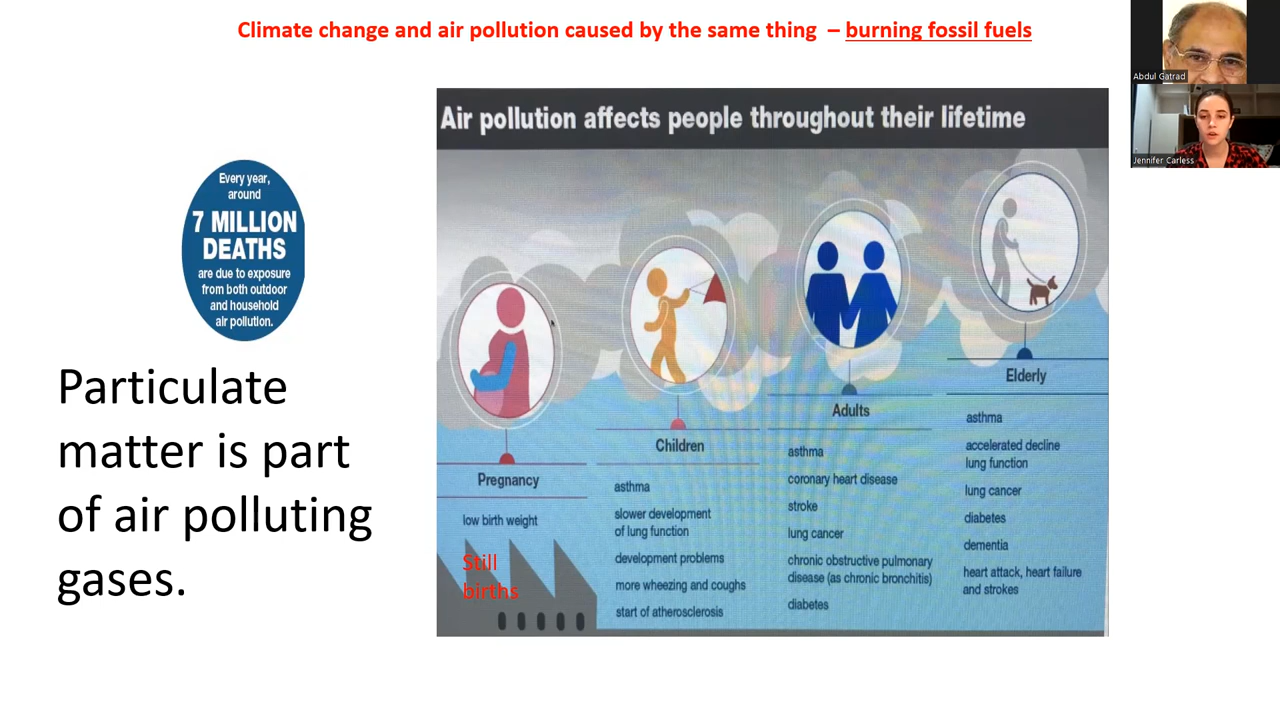 Climate change and air pollution caused by the same thing – burning fossil fuels
Abdul Gatrad
Jennifer Carless
Every year,
around
7 MILLION
DEATHS
are due to exposure
from both outdoor
and household
air pollution.
Particulate
matter is part
of air polluting
gases.
Air pollution affects people throughout their lifetime
Pregnancy
low birth weight
Still
births
Children
asthma
slower development
of lung function
development problems
more wheezing and coughs
start of atherosclerosis
Adults
asthma
coronary heart disease
stroke
lung cancer
chronic obstructive pulmonary
disease (as chronic bronchitis)
diabetes
Elderly
asthma
accelerated decline
lung function
lung cancer
diabetes
dementia
heart attack, heart failure
and strokes